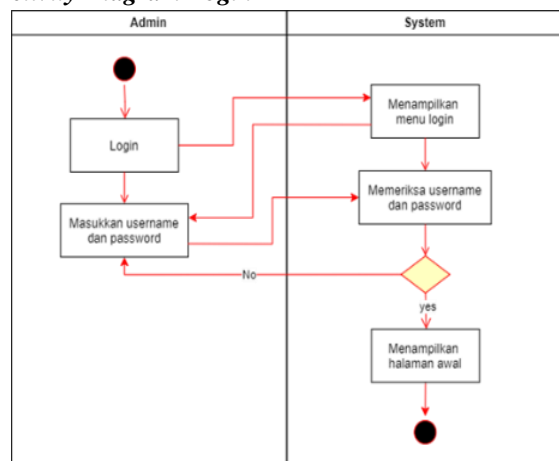 Admin
System
Login
Menampilkan
menu login
Masukkan username
dan password
Memeriksa username
dan password
No
yes
Menampilkan
halaman awal